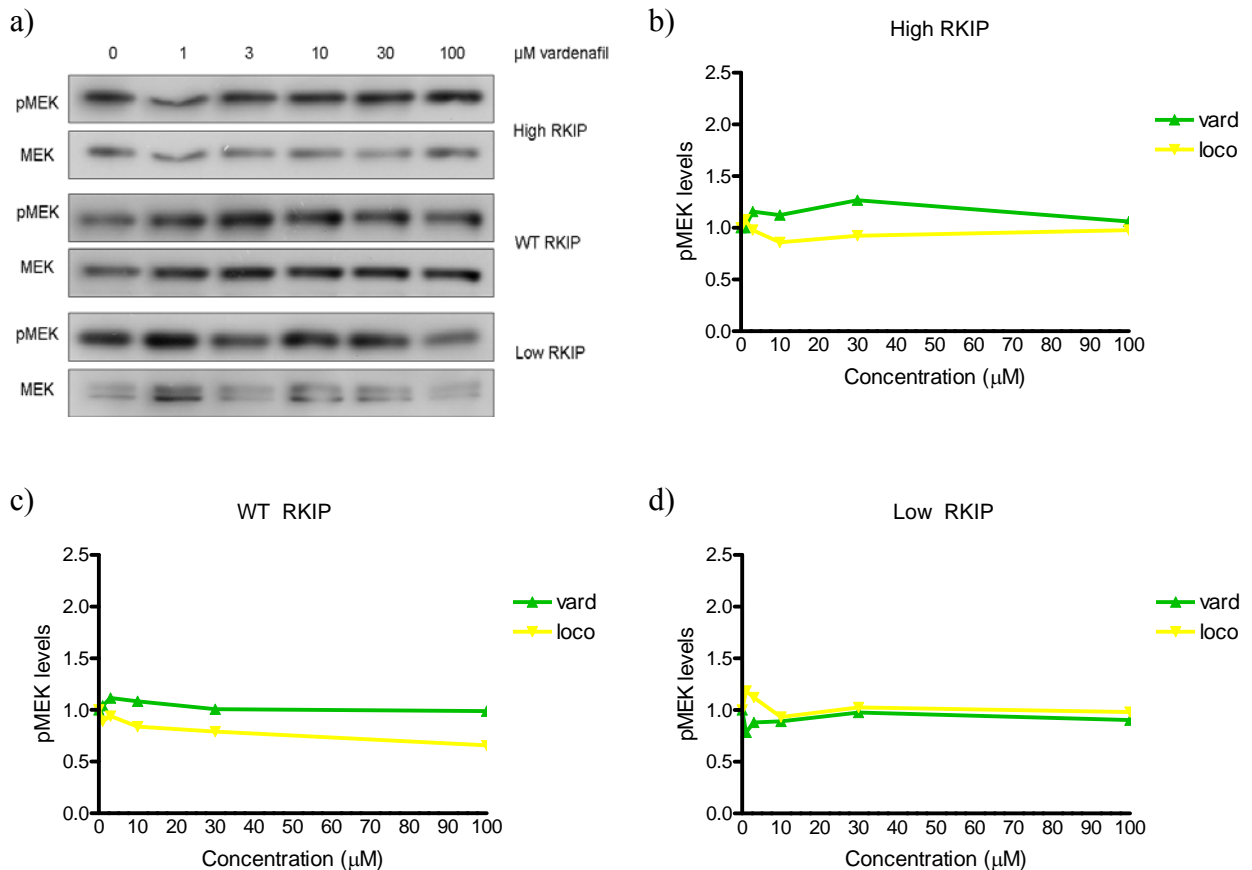 a)
0 1 3 10 30 100 µM vardenafil
pMEK
High RKIP
MEK
pMEK
WT RKIP
MEK
pMEK
Low RKIP
MEK
b)
High RKIP
2.5
2.0
1.5
1.0
0.5
0.0
pMEK levels
0 10 20 30 40 50 60 70 80 90 100
Concentration (µM)
vard
loco
c)
WT RKIP
2.5
2.0
1.5
1.0
0.5
0.0
pMEK levels
0 10 20 30 40 50 60 70 80 90 100
Concentration (µM)
vard
loco
d)
Low RKIP
2.5
2.0
1.5
1.0
0.5
0.0
pMEK levels
0 10 20 30 40 50 60 70 80 90 100
Concentration (µM)
vard
loco